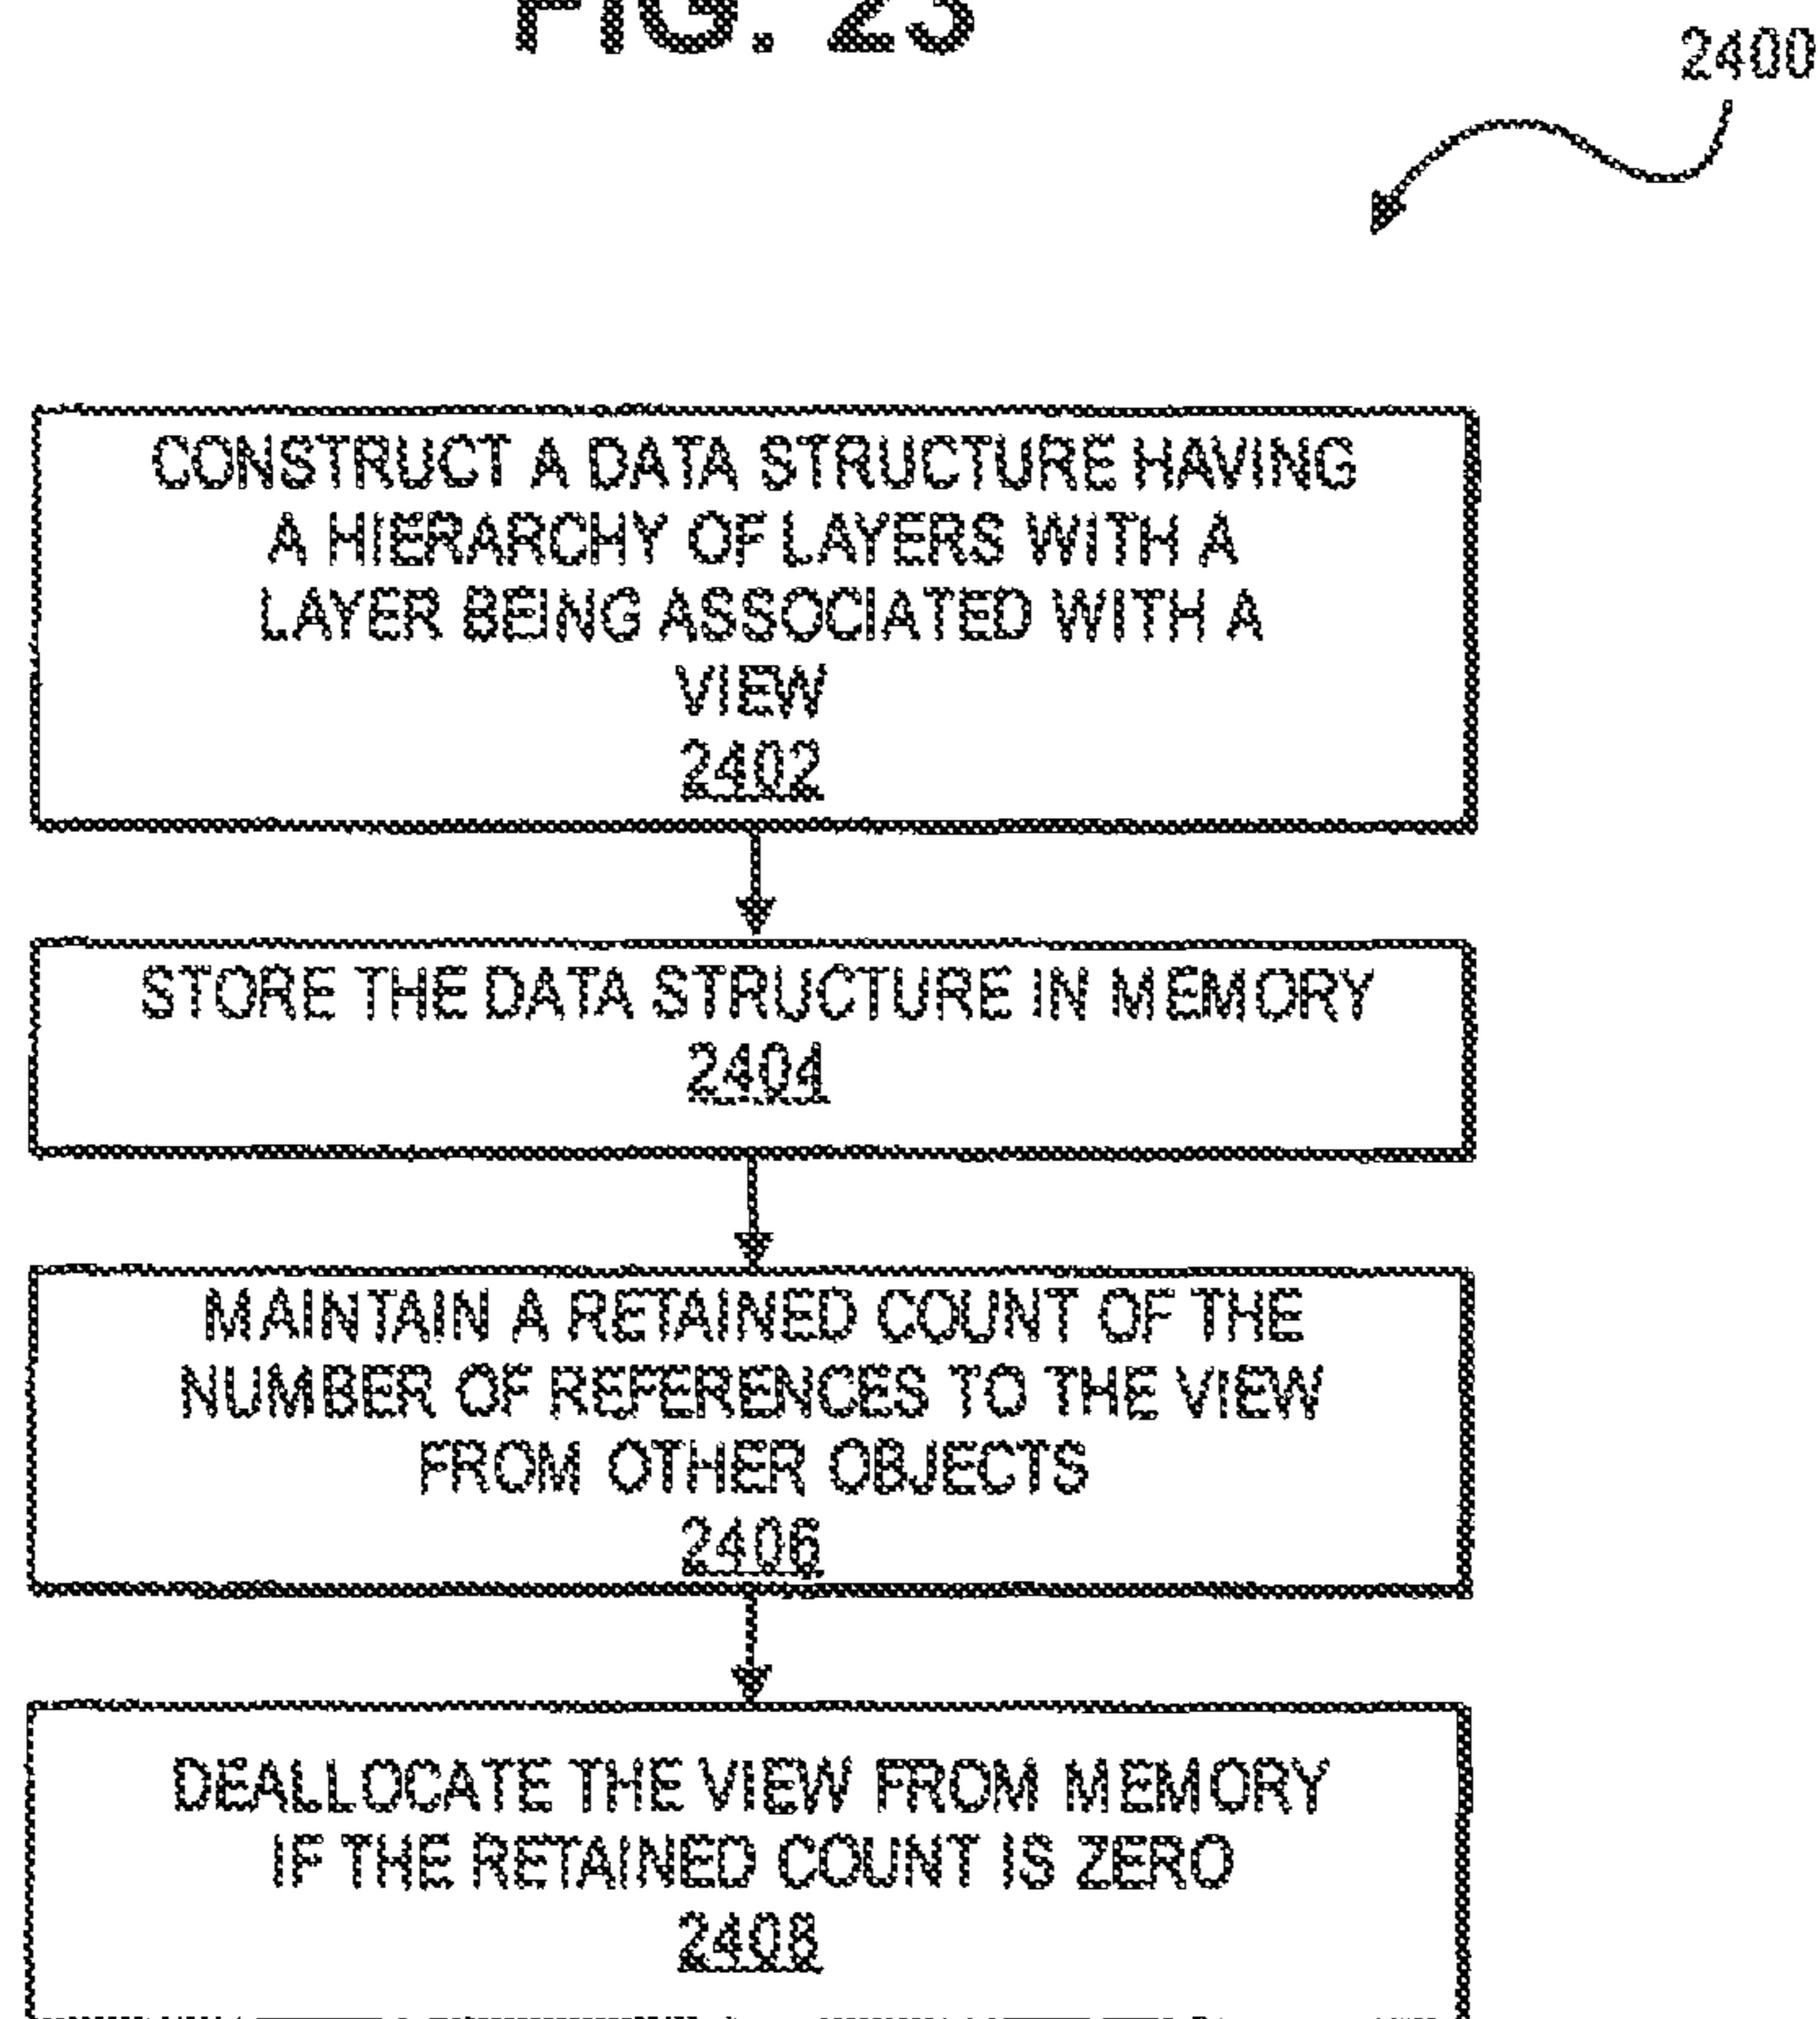 FIG. 23
2400
CONSTRUCT A DATA STRUCTURE HAVING
A HIERARCHY OF LAYERS WITH A
LAYER BEING ASSOCIATED WITH A
VIEW
2402
STORE THE DATA STRUCTURE IN MEMORY
2404
MAINTAIN A RETAINED COUNT OF THE
NUMBER OF REFERENCES TO THE VIEW
FROM OTHER OBJECTS
2406
DEALLOCATE THE VIEW FROM MEMORY
IF THE RETAINED COUNT IS ZERO
2408